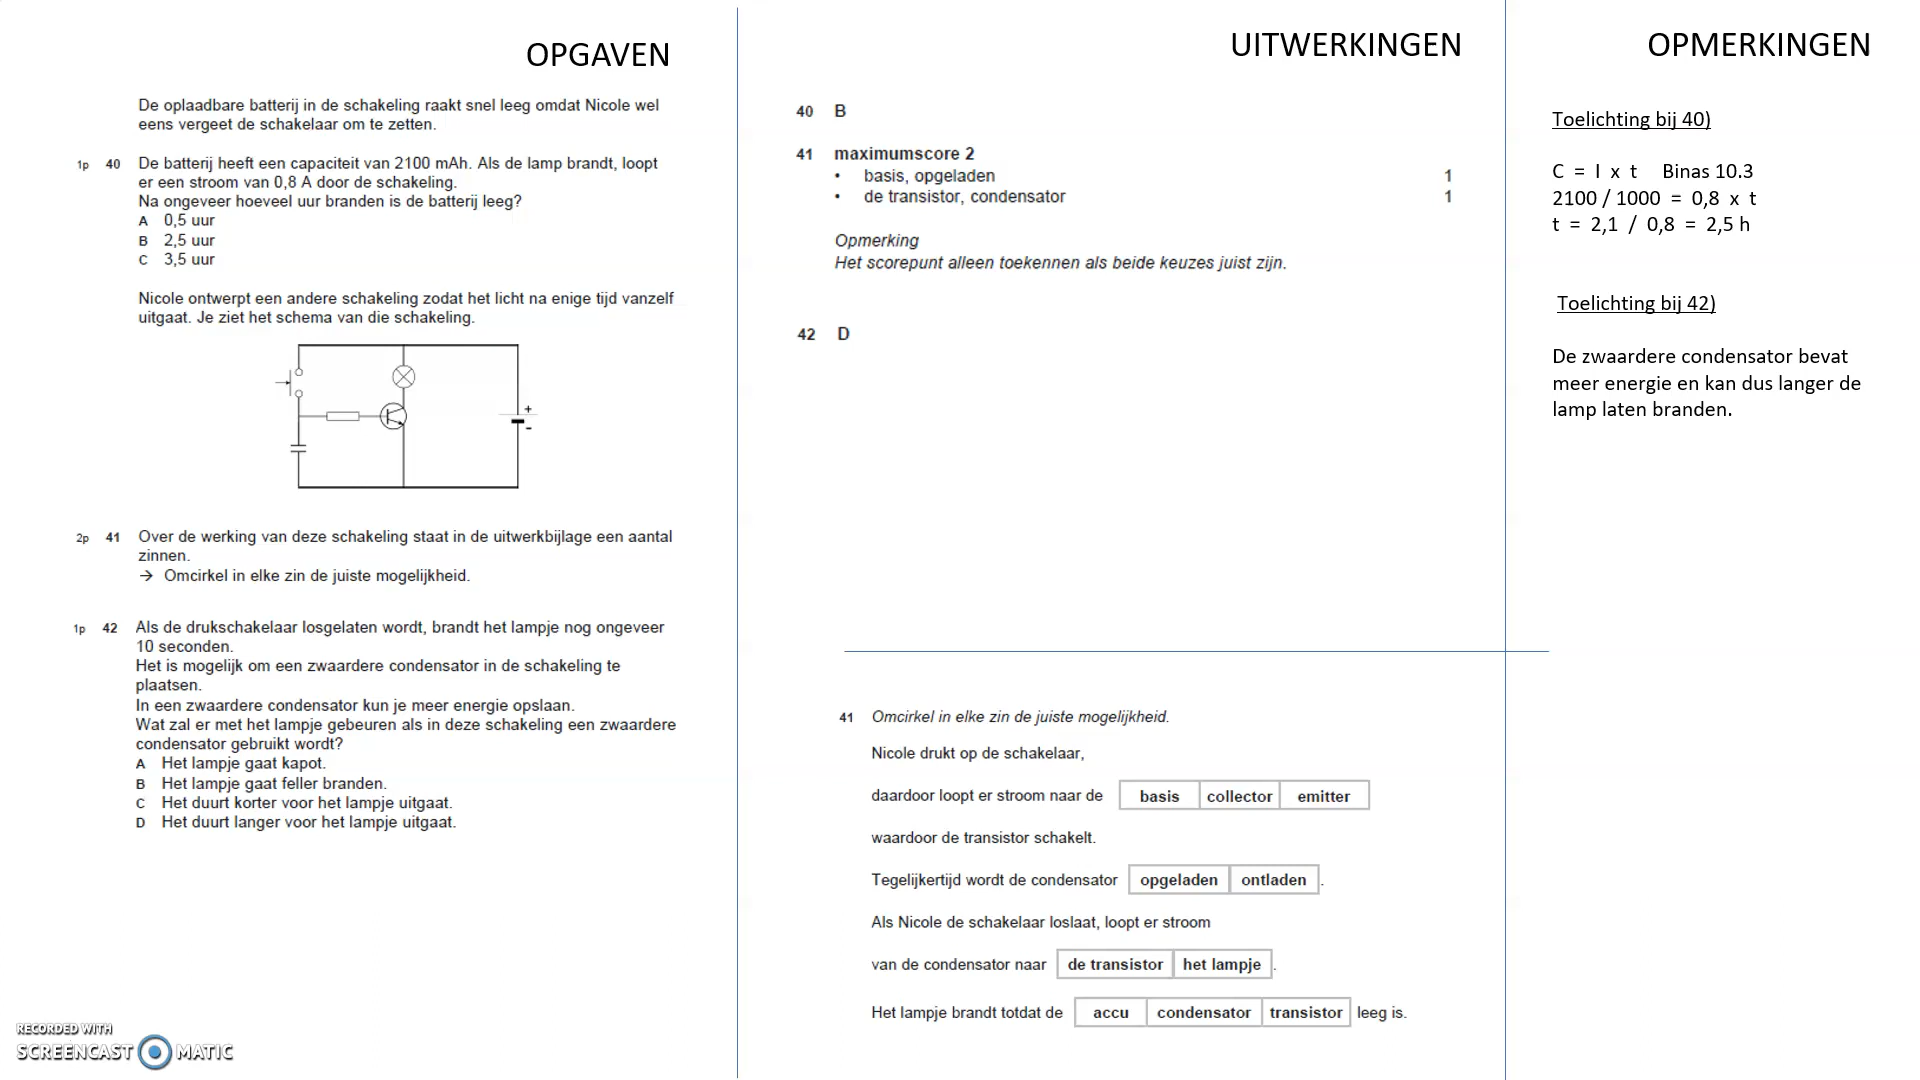 OPGAVEN
De oplaadbare batterij in de schakeling raakt snel leeg omdat Nicole wel
eens vergeet de schakelaar om te zetten.
1p 40 De batterij heeft een capaciteit van 2100 mAh. Als de lamp brandt, loopt
er een stroom van 0,8 A door de schakeling.
Na ongeveer hoeveel uur branden is de batterij leeg?
A 0,5 uur
B 2,5 uur
C 3,5 uur
Nicole ontwerpt een andere schakeling zodat het licht na enige tijd vanzelf
uitgaat. Je ziet het schema van die schakeling.
+
-
2p 41 Over de werking van deze schakeling staat in de uitwerkbijlage een aantal
zinnen.
→ Omcirkel in elke zin de juiste mogelijkheid.
1p 42 Als de drukschakelaar losgelaten wordt, brandt het lampje nog ongeveer
10 seconden.
Het is mogelijk om een zwaardere condensator in de schakeling te
plaatsen.
In een zwaardere condensator kun je meer energie opslaan.
Wat zal er met het lampje gebeuren als in deze schakeling een zwaardere
condensator gebruikt wordt?
A Het lampje gaat kapot.
B Het lampje gaat feller branden.
C Het duurt korter voor het lampje uitgaat.
D Het duurt langer voor het lampje uitgaat.
RECORDED WITH
SCREENCAST MATIC
UITWERKINGEN
40 B
41 maximumscore 2
• basis, opgeladen 1
• de transistor, condensator 1
Opmerking
Het scorepunt alleen toekennen als beide keuzes juist zijn.
42 D
41 Omcirkel in elke zin de juiste mogelijkheid.
Nicole drukt op de schakelaar,
daardoor loopt er stroom naar de basis collector emitter
waardoor de transistor schakelt.
Tegelijkertijd wordt de condensator opgeladen ontladen .
Als Nicole de schakelaar loslaat, loopt er stroom
van de condensator naar de transistor het lampje .
Het lampje brandt totdat de accu condensator transistor leeg is.
OPMERKINGEN
Toelichting bij 40)
C = I x t Binas 10.3
2100 / 1000 = 0,8 x t
t = 2,1 / 0,8 = 2,5 h
Toelichting bij 42)
De zwaardere condensator bevat
meer energie en kan dus langer de
lamp laten branden.